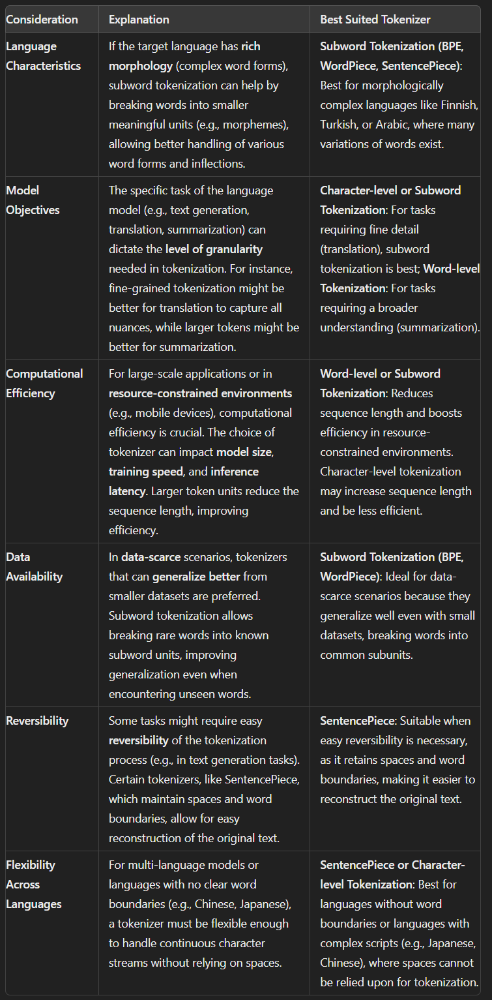 Consideration
Explanation
Best Suited Tokenizer
Language
Characteristics
If the target language has rich
morphology (complex word forms),
subword tokenization can help by
breaking words into smaller
meaningful units (e.g., morphemes),
allowing better handling of various
word forms and inflections.
Subword Tokenization (BPE,
WordPiece, SentencePiece):
Best for morphologically
complex languages like Finnish,
Turkish, or Arabic, where many
variations of words exist.
Model
Objectives
The specific task of the language
model (e.g., text generation,
translation, summarization) can
dictate the level of granularity
needed in tokenization. For instance,
fine-grained tokenization might be
better for translation to capture all
nuances, while larger tokens might be
better for summarization.
Character-level or Subword
Tokenization: For tasks
requiring fine detail
(translation), subword
tokenization is best; Word-level
Tokenization: For tasks
requiring a broader
understanding (summarization).
Computational
Efficiency
For large-scale applications or in
resource-constrained environments
(e.g., mobile devices), computational
efficiency is crucial. The choice of
tokenizer can impact model size,
training speed, and inference
latency. Larger token units reduce the
sequence length, improving
efficiency.
Word-level or Subword
Tokenization: Reduces
sequence length and boosts
efficiency in resource-
constrained environments.
Character-level tokenization
may increase sequence length
and be less efficient.
Data
Availability
In data-scarce scenarios, tokenizers
that can generalize better from
smaller datasets are preferred.
Subword tokenization allows
breaking rare words into known
subword units, improving
generalization even when
encountering unseen words.
Subword Tokenization (BPE,
WordPiece): Ideal for data-
scarce scenarios because they
generalize well even with small
datasets, breaking words into
common subunits.
Reversibility
Some tasks might require easy
reversibility of the tokenization
process (e.g., in text generation tasks).
Certain tokenizers, like SentencePiece,
which maintain spaces and word
boundaries, allow for easy
reconstruction of the original text.
SentencePiece: Suitable when
easy reversibility is necessary,
as it retains spaces and word
boundaries, making it easier to
reconstruct the original text.
Flexibility
Across
Languages
For multi-language models or
languages with no clear word
boundaries (e.g., Chinese, Japanese),
a tokenizer must be flexible enough
to handle continuous character
streams without relying on spaces.
SentencePiece or Character-
level Tokenization: Best for
languages without word
boundaries or languages with
complex scripts (e.g., Japanese,
Chinese), where spaces cannot
be relied upon for tokenization.